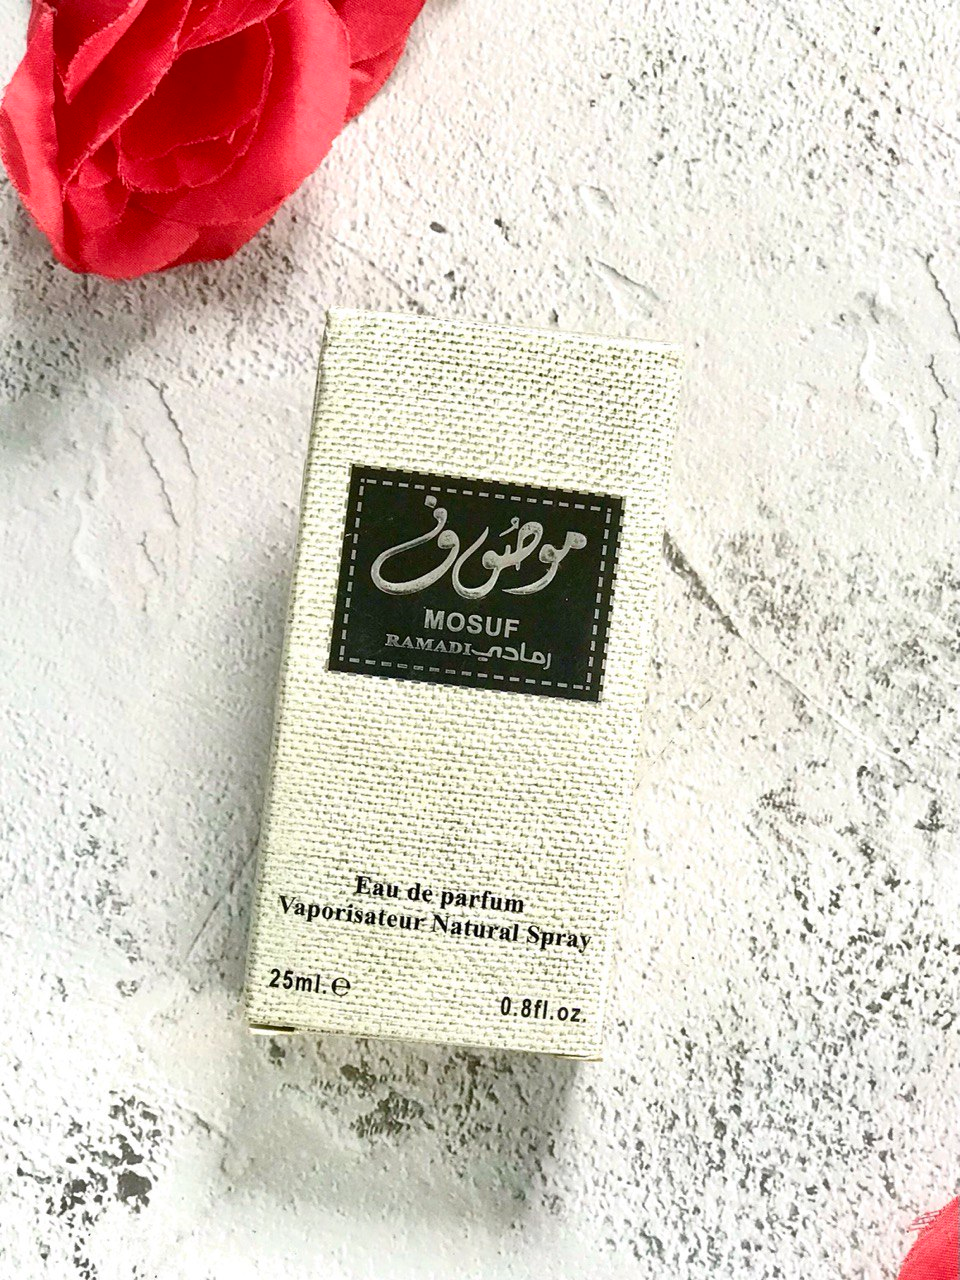 موصوف
MOSUF
RAMADI رمادي
Eau de parfum
Vaporisateur Natural Spray
25ml. ℮
0.8fl.oz.